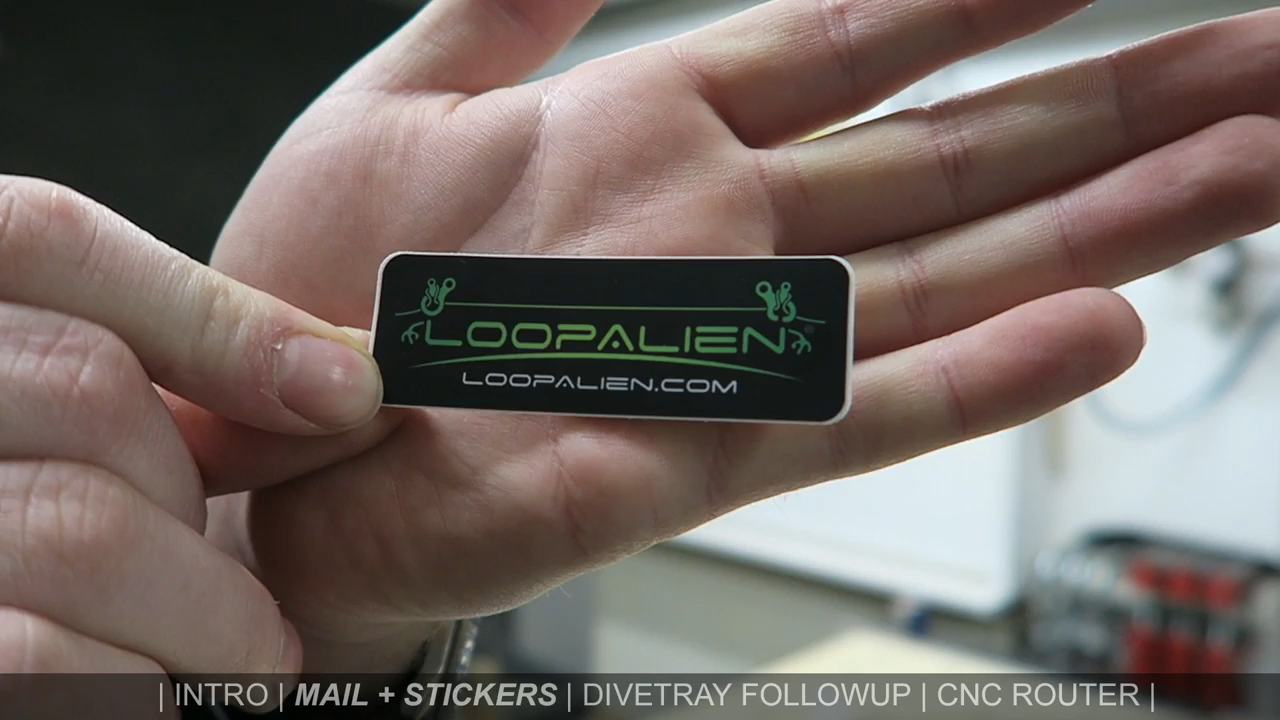 LOOPALIEN
LOOPALIEN.COM
| INTRO | MAIL + STICKERS | DIVETRAY FOLLOWUP | CNC ROUTER |